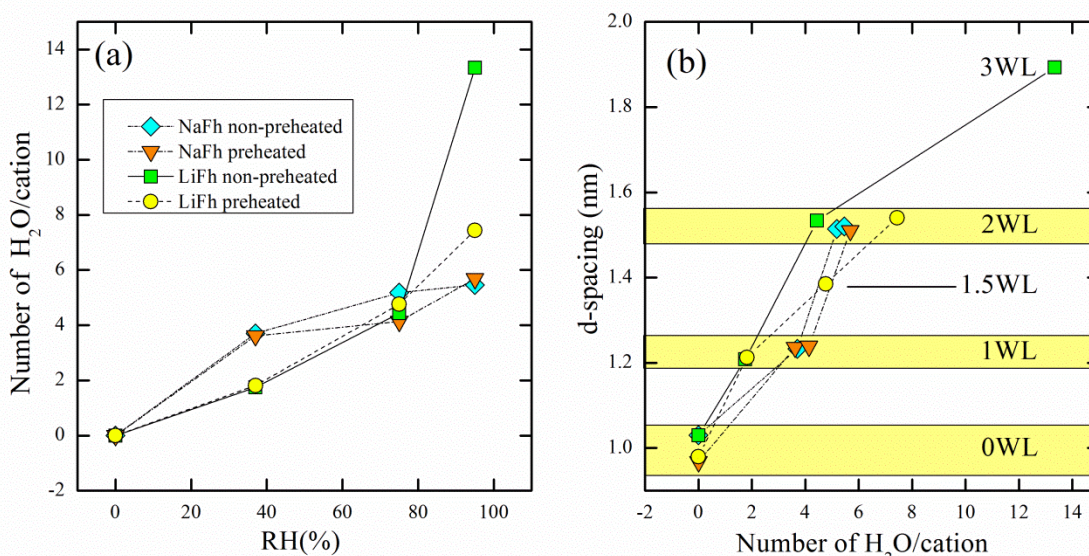 (a)
14
12
10
8
6
4
2
0
-2
Number of H2O/cation
NaFh non-preheated
NaFh preheated
LiFh non-preheated
LiFh preheated
0 20 40 60 80 100
RH(%)
(b)
2.0
1.8
1.6
1.4
1.2
1.0
d-spacing (nm)
3WL
2WL
1.5WL
1WL
0WL
-2 0 2 4 6 8 10 12 14
Number of H2O/cation